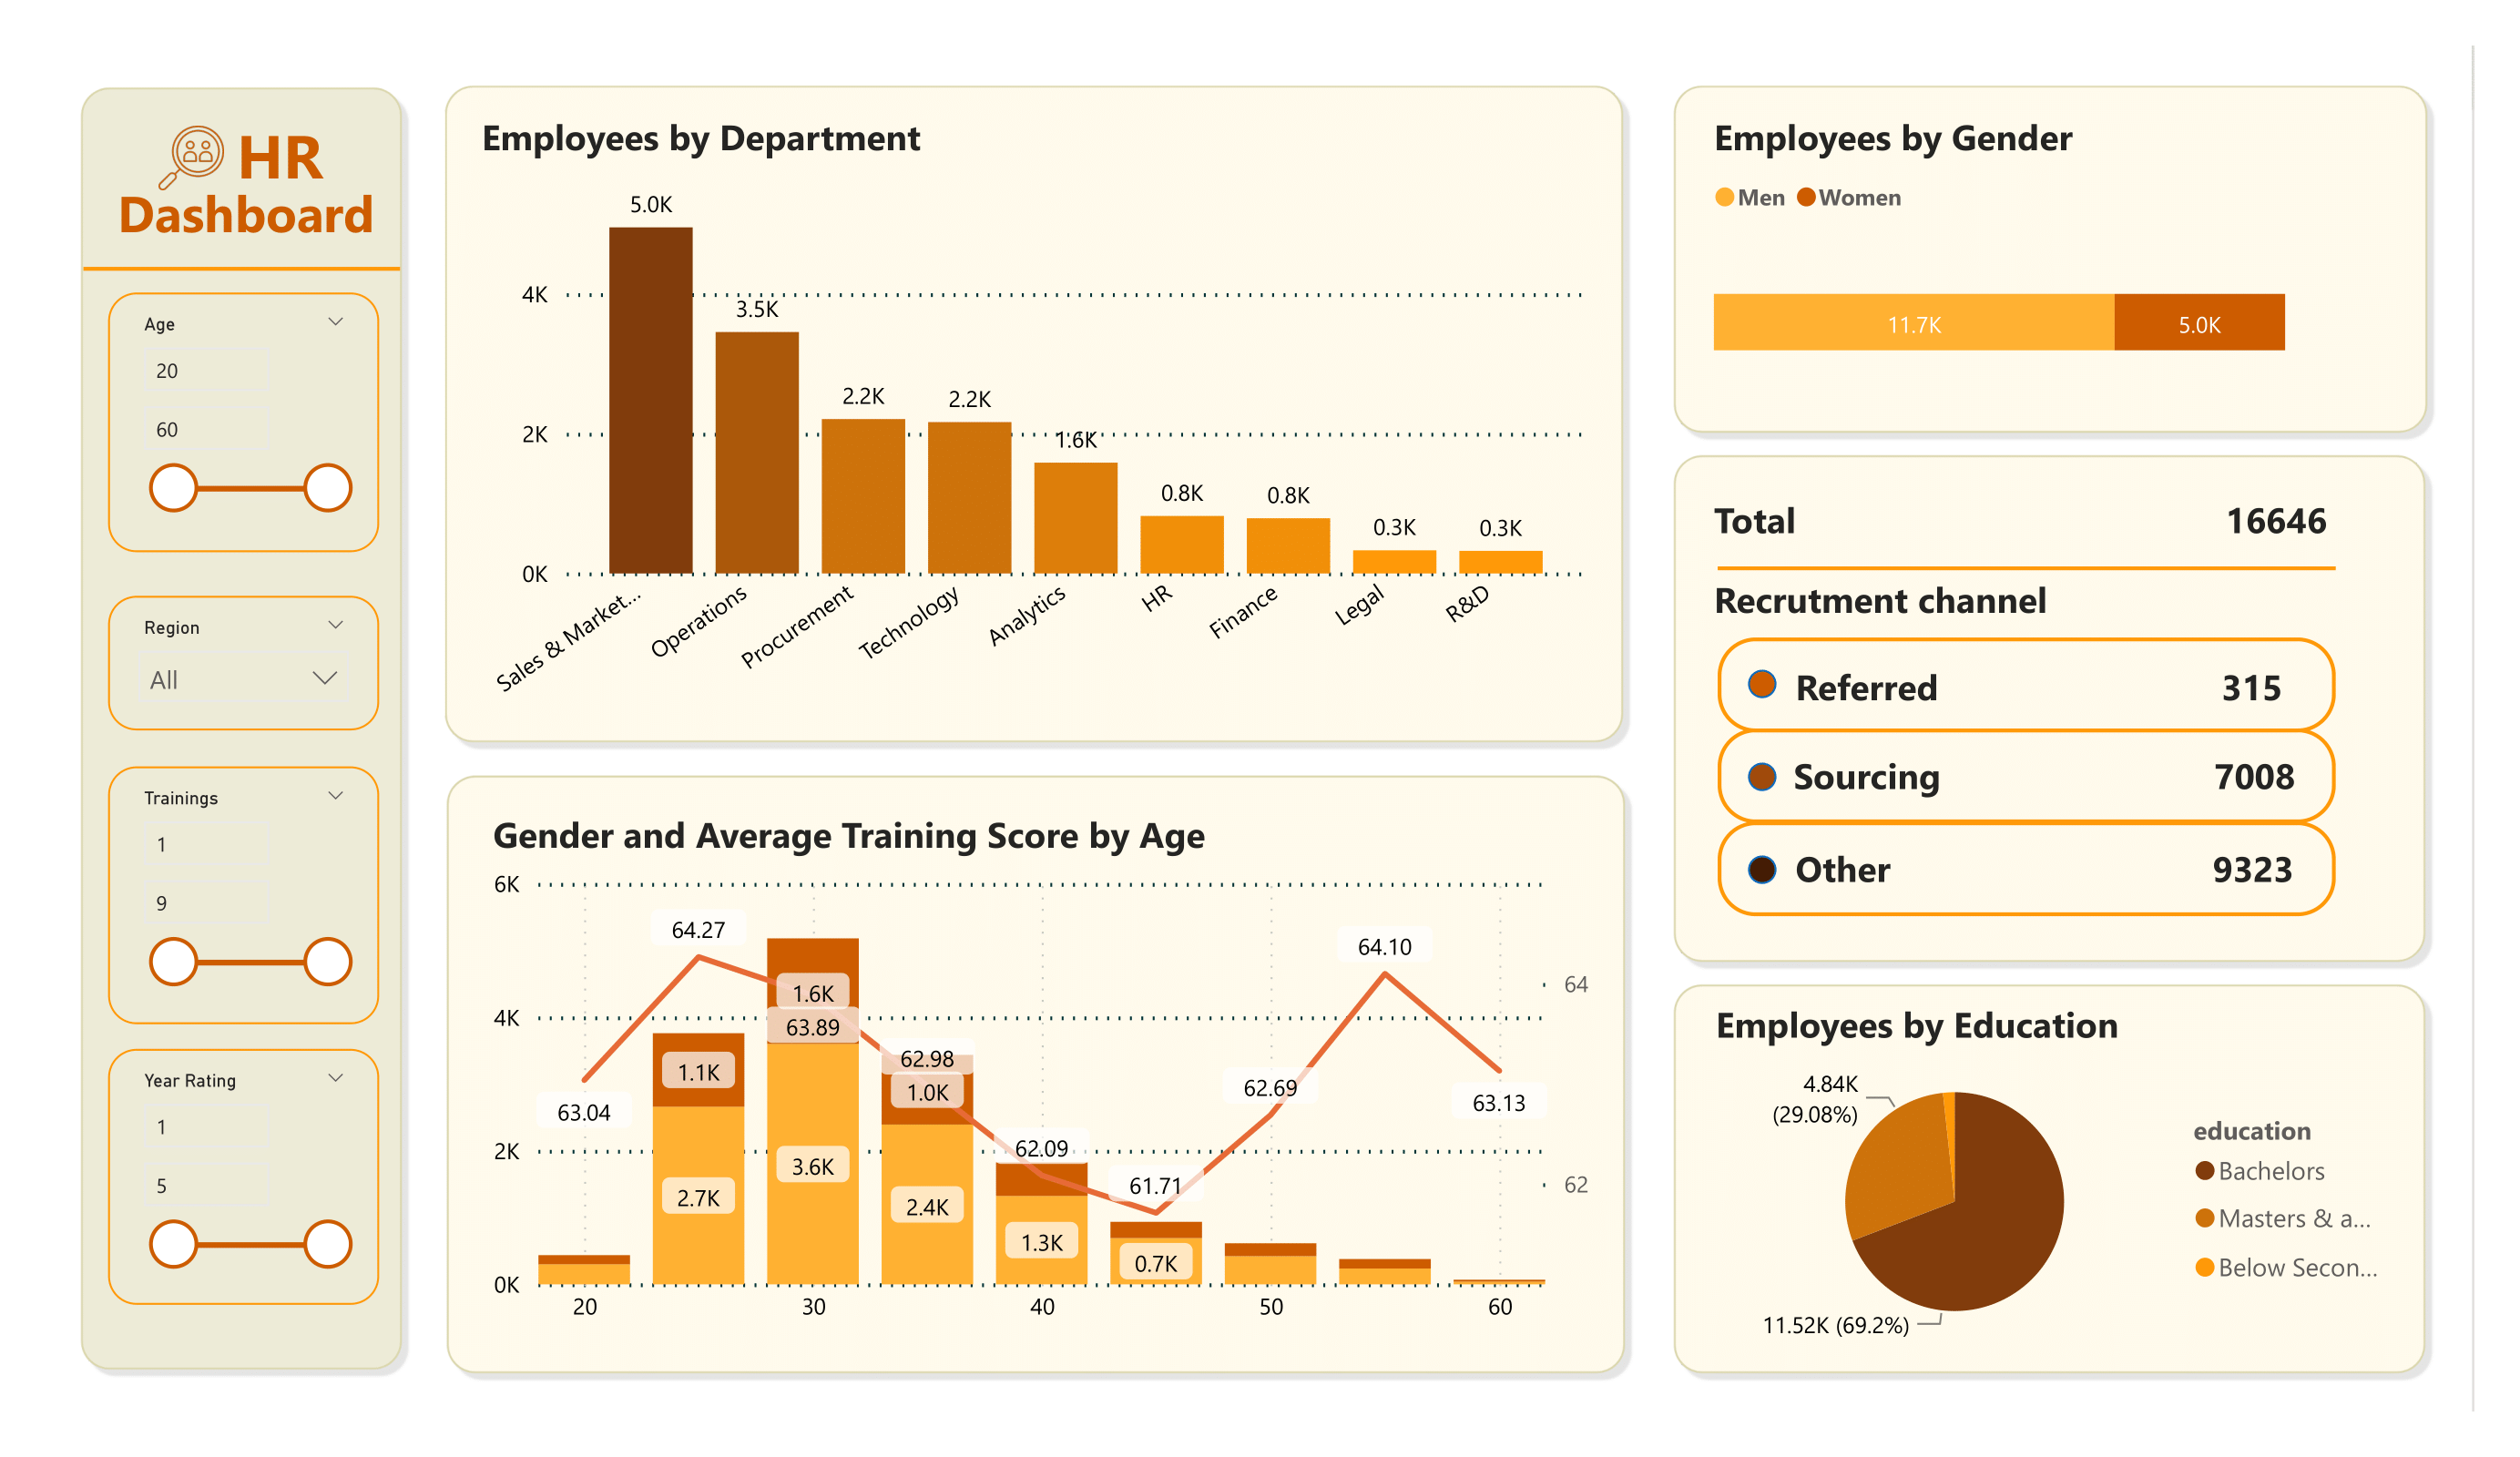 HR
Dashboard
Age
20
60
Region
All
Trainings
1
9
Year Rating
1
5
Employees by Department
5.0K
4K
3.5K
2.2K
2.2K
2K
1.6K
0.8K
0.8K
0.3K
0.3K
0K
Sales & Market...
Operations
Procurement
Technology
Analytics
HR
Finance
Legal
R&D
Gender and Average Training Score by Age
6K
64.27
64.10
64
1.6K
4K
63.89
62.98
1.1K
1.0K
62.69
63.04
63.13
2K
62.09
3.6K
61.71
62
2.7K
2.4K
1.3K
0.7K
0K
20
30
40
50
60
Employees by Gender
Men
Women
11.7K
5.0K
Total 16646
Recrutment channel
Referred 315
Sourcing 7008
Other 9323
Employees by Education
4.84K
(29.08%)
11.52K (69.2%)
education
Bachelors
Masters & a...
Below Secon...